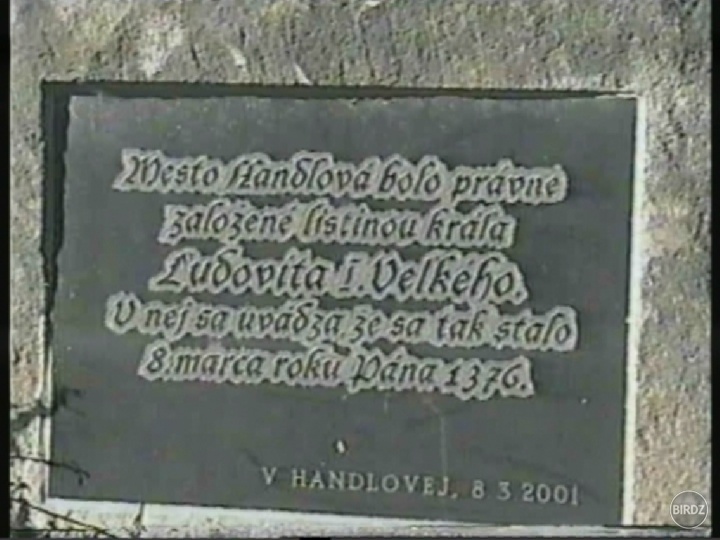 Mesto Handlová bolo právne
založené listinou kráľa
Ľudovíta I. Veľkého.
V nej sa uvádza že sa tak stalo
8. marca roku Pána 1376.
V HANDLOVEJ, 8 3 2001
BIRDZ